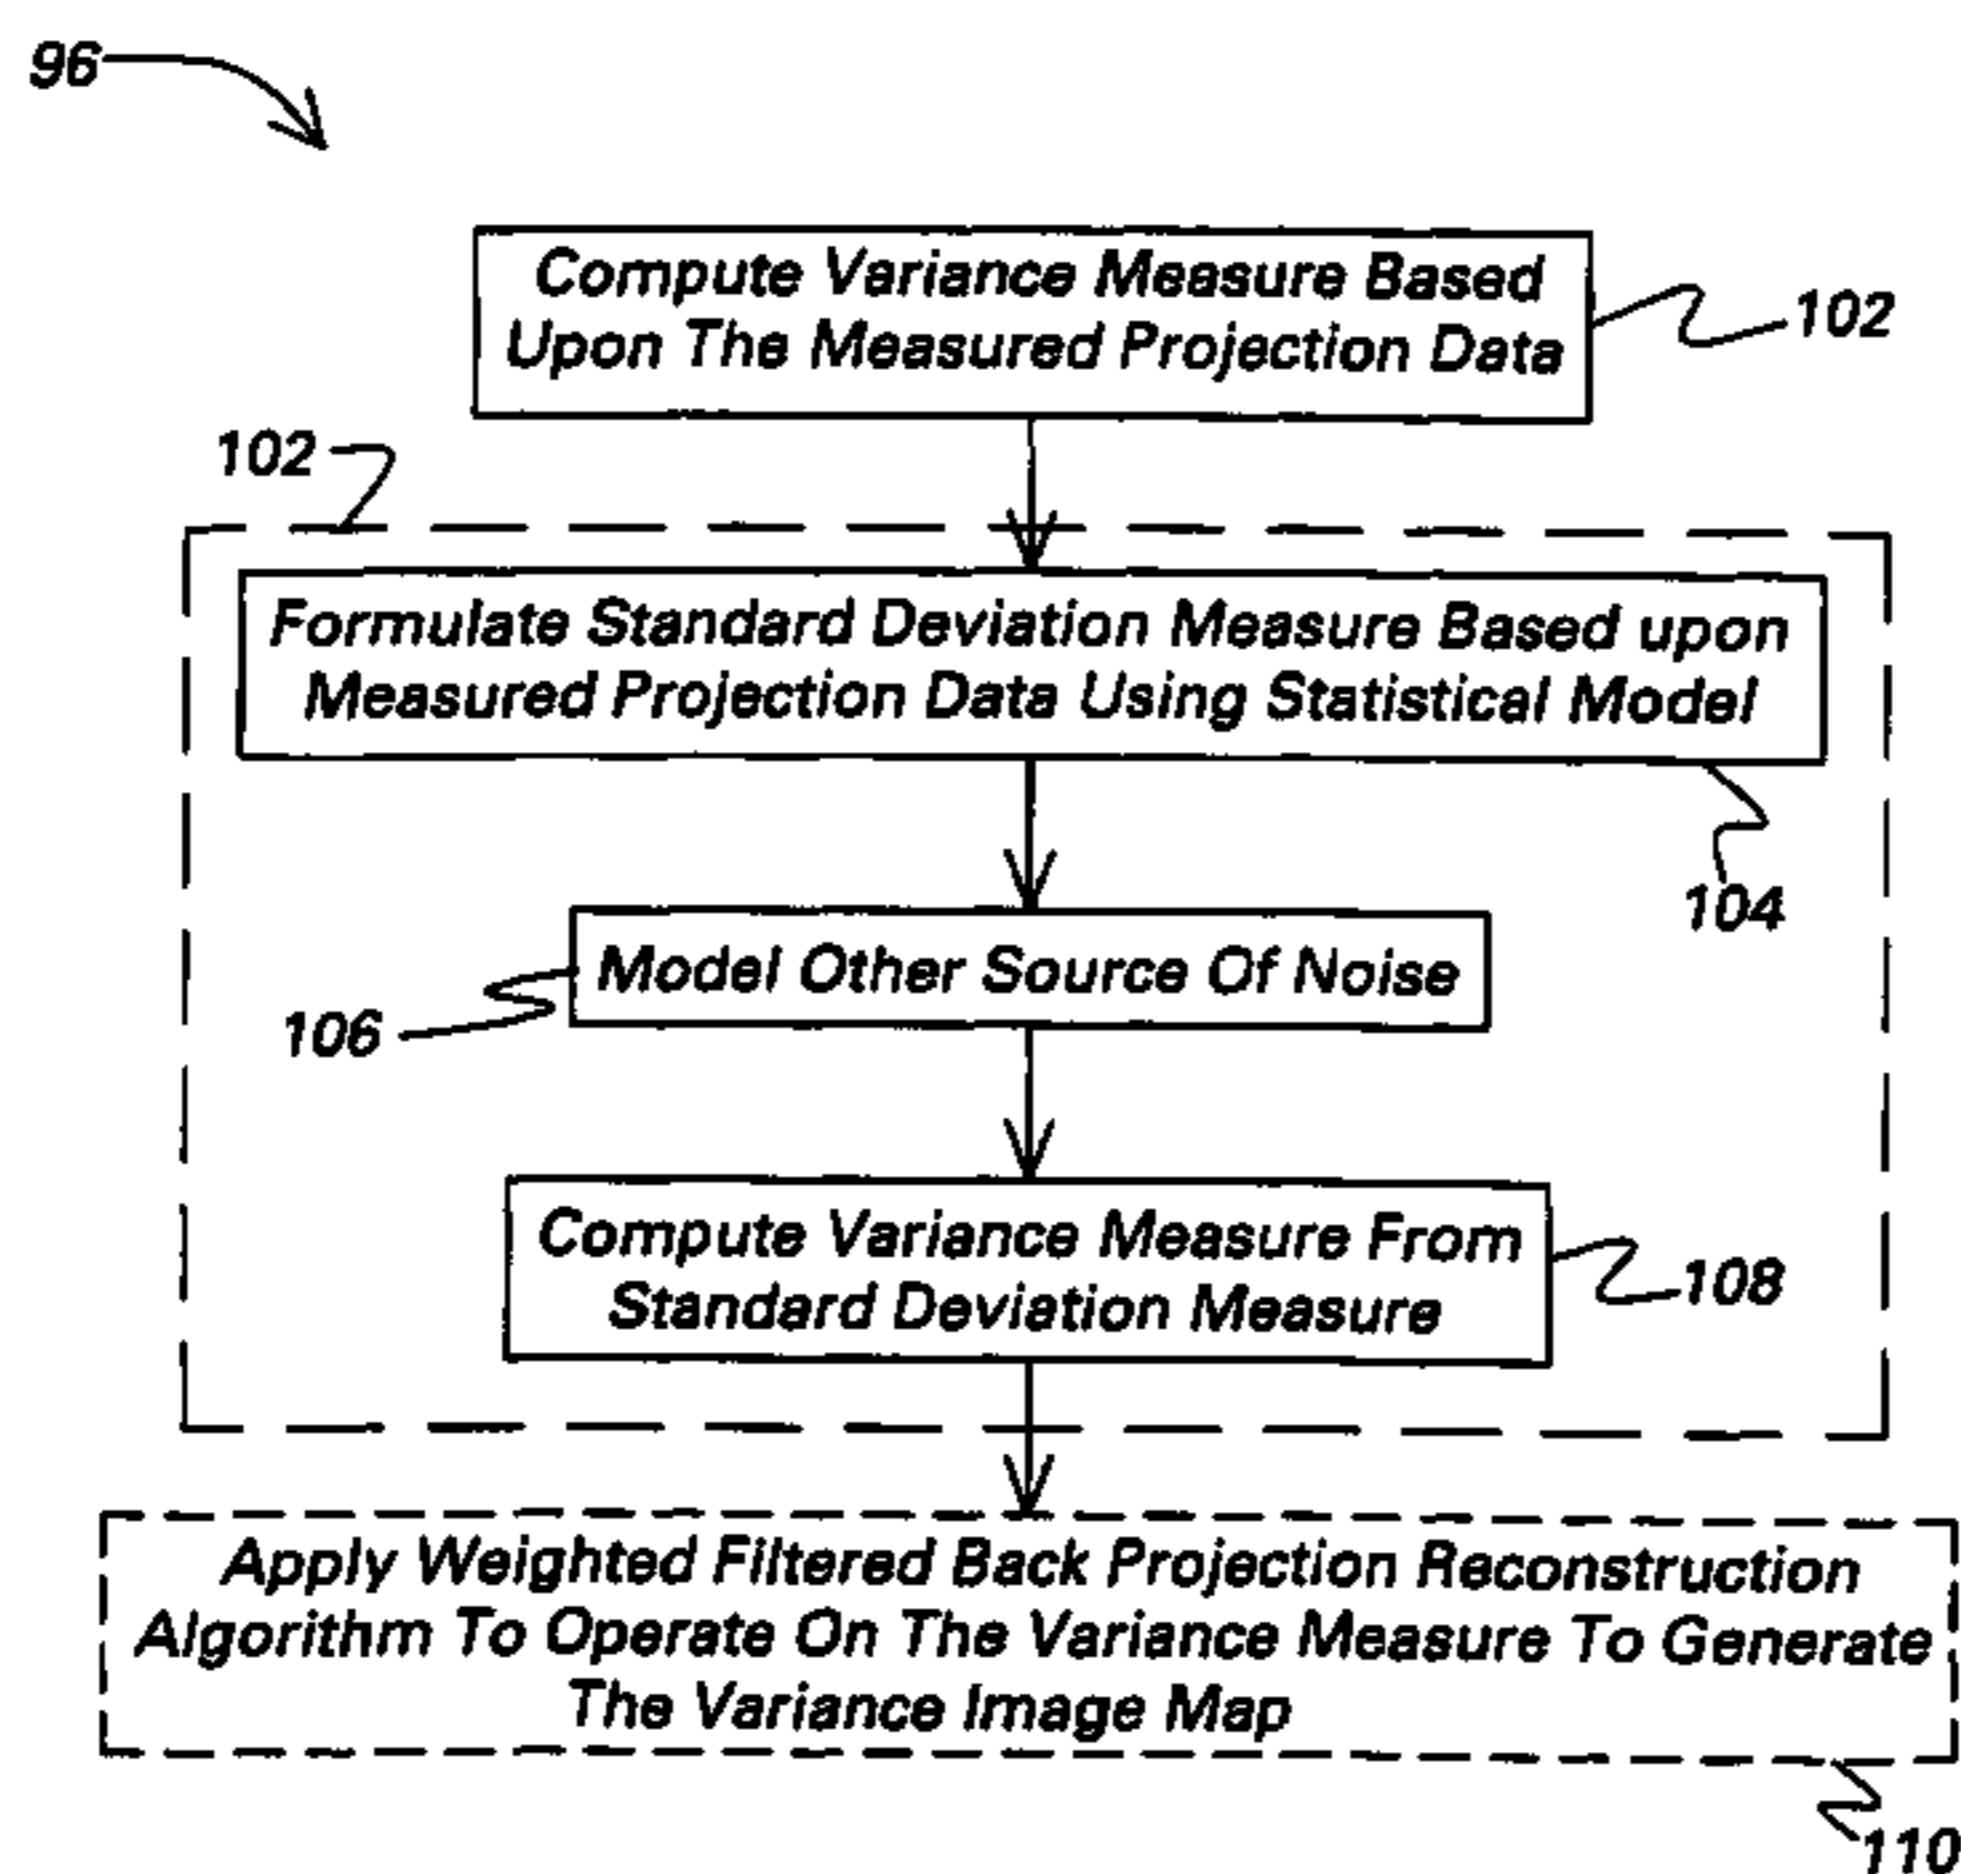 96
Compute Variance Measure Based
Upon The Measured Projection Data
102
102
Formulate Standard Deviation Measure Based upon
Measured Projection Data Using Statistical Model
104
Model Other Source Of Noise
106
Compute Variance Measure From
Standard Deviation Measure
108
Apply Weighted Filtered Back Projection Reconstruction
Algorithm To Operate On The Variance Measure To Generate
The Variance Image Map
110